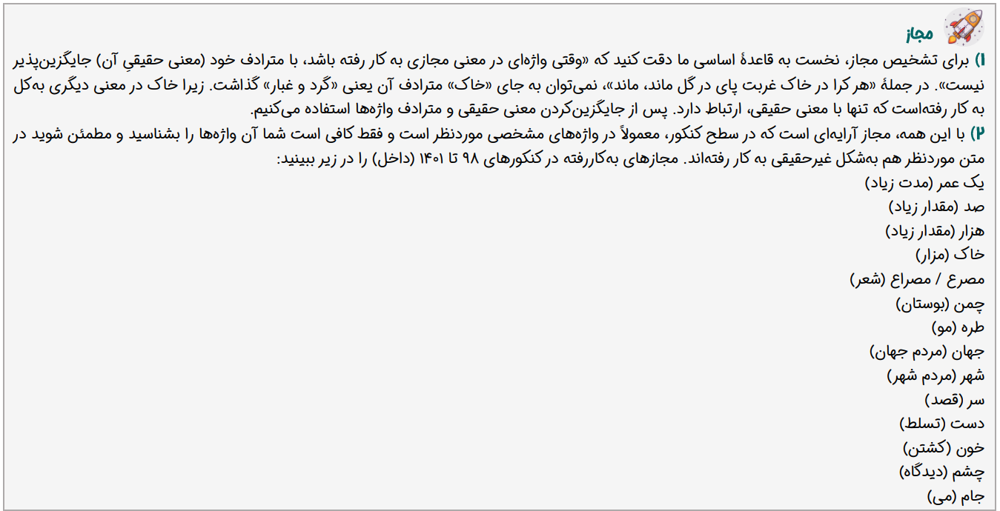 مجاز
۱) برای تشخیص مجاز، نخست به قاعدهٔ اساسی ما دقت کنید که «وقتی واژه‌ای در معنی مجازی به کار رفته باشد، با مترادف خود (معنی حقیقیِ آن) جایگزین‌پذیر
نیست». در جملهٔ «هر کرا در خاک غربت پای در گل ماند، ماند»، نمی‌توان به جای «خاک» مترادف آن یعنی «گرد و غبار» گذاشت. زیرا خاک در معنی دیگری به‌کل
به کار رفته‌است که تنها با معنی حقیقی، ارتباط دارد. پس از جایگزین‌کردن معنی حقیقی و مترادف واژه‌ها استفاده می‌کنیم.
۲) با این همه، مجاز آرایه‌ای است که در سطح کنکور، معمولاً در واژه‌های مشخصی موردنظر است و فقط کافی است شما آن واژه‌ها را بشناسید و مطمئن شوید در
متن موردنظر هم به‌شکل غیرحقیقی به کار رفته‌اند. مجازهای به‌کاررفته در کنکورهای ۹۸ تا ۱۴۰۱ (داخل) را در زیر ببینید:
یک عمر (مدت زیاد)
صد (مقدار زیاد)
هزار (مقدار زیاد)
خاک (مزار)
مصرع / مصراع (شعر)
چمن (بوستان)
طره (مو)
جهان (مردم جهان)
شهر (مردم شهر)
سر (قصد)
دست (تسلط)
خون (کشتن)
چشم (دیدگاه)
جام (می)